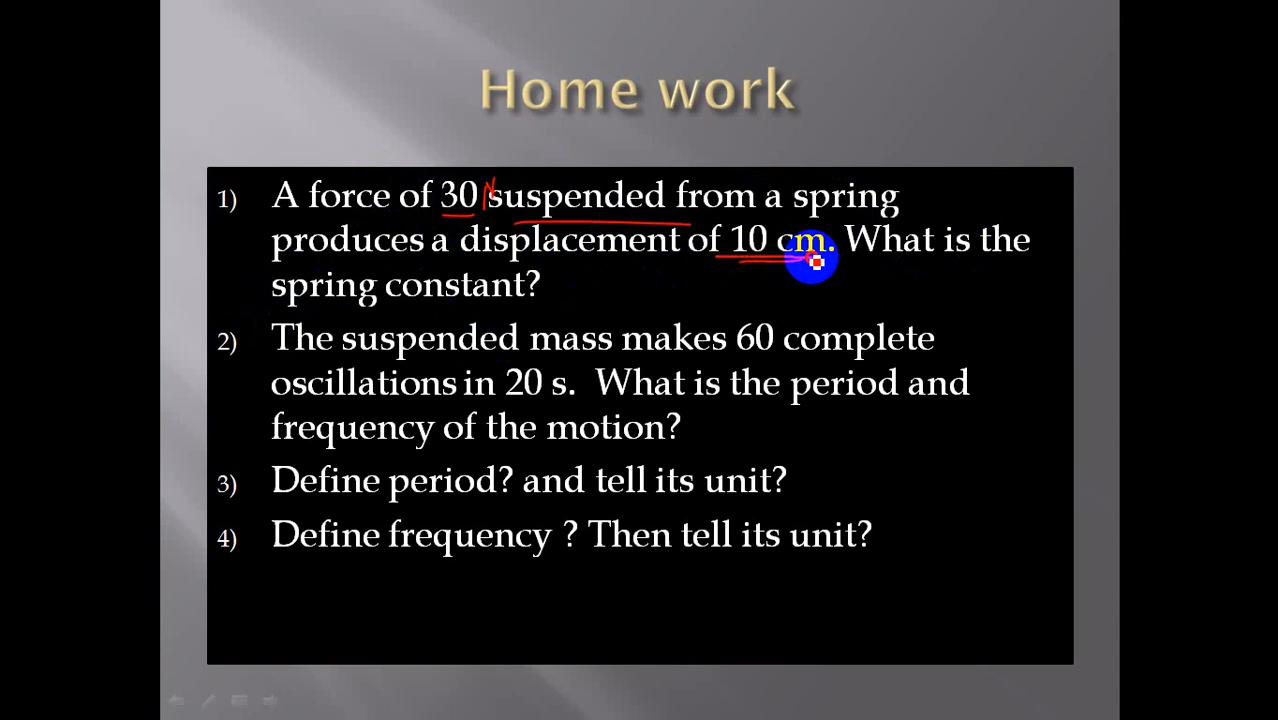 Home work
1) A force of 30 N suspended from a spring
produces a displacement of 10 cm. What is the
spring constant?
2) The suspended mass makes 60 complete
oscillations in 20 s. What is the period and
frequency of the motion?
3) Define period? and tell its unit?
4) Define frequency ? Then tell its unit?